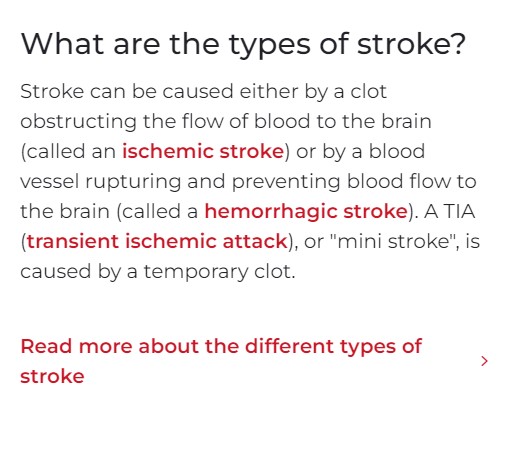 What are the types of stroke?
Stroke can be caused either by a clot
obstructing the flow of blood to the brain
(called an ischemic stroke) or by a blood
vessel rupturing and preventing blood flow to
the brain (called a hemorrhagic stroke). A TIA
(transient ischemic attack), or "mini stroke", is
caused by a temporary clot.
Read more about the different types of
stroke